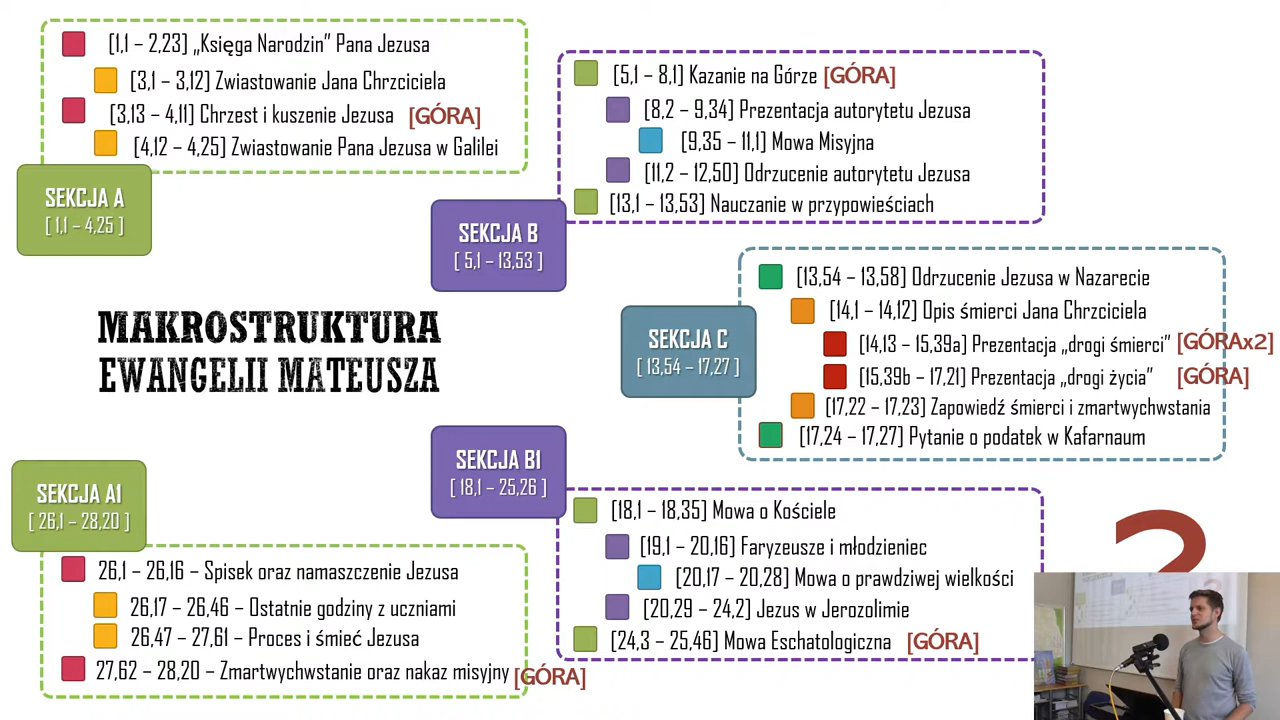 [1,1 – 2,23] „Księga Narodzin” Pana Jezusa
[3,1 – 3,12] Zwiastowanie Jana Chrzciciela
[3,13 – 4,11] Chrzest i kuszenie Jezusa [GÓRA]
[4,12 – 4,25] Zwiastowanie Pana Jezusa w Galilei
SEKCJA A
[ 1,1 – 4,25 ]
[5,1 – 8,1] Kazanie na Górze [GÓRA]
[8,2 – 9,34] Prezentacja autorytetu Jezusa
[9,35 – 11,1] Mowa Misyjna
[11,2 – 12,50] Odrzucenie autorytetu Jezusa
[13,1 – 13,53] Nauczanie w przypowieściach
SEKCJA B
[ 5,1 – 13,53 ]
MAKROSTRUKTURA
EWANGELII MATEUSZA
SEKCJA C
[ 13,54 – 17,27 ]
[13,54 – 13,58] Odrzucenie Jezusa w Nazarecie
[14,1 – 14,12] Opis śmierci Jana Chrzciciela
[14,13 – 15,39a] Prezentacja „drogi śmierci” [GÓRAx2]
[15,39b – 17,21] Prezentacja „drogi życia” [GÓRA]
[17,22 – 17,23] Zapowiedź śmierci i zmartwychwstania
[17,24 – 17,27] Pytanie o podatek w Kafarnaum
SEKCJA B1
[ 18,1 – 25,26 ]
[18,1 – 18,35] Mowa o Kościele
[19,1 – 20,16] Faryzeusze i młodzieniec
[20,17 – 20,28] Mowa o prawdziwej wielkości
[20,29 – 24,2] Jezus w Jerozolimie
[24,3 – 25,46] Mowa Eschatologiczna [GÓRA]
SEKCJA A1
[ 26,1 – 28,20 ]
26,1 – 26,16 – Spisek oraz namaszczenie Jezusa
26,17 – 26,46 – Ostatnie godziny z uczniami
26,47 – 27,61 – Proces i śmieć Jezusa
27,62 – 28,20 – Zmartwychwstanie oraz nakaz misyjny [GÓRA]